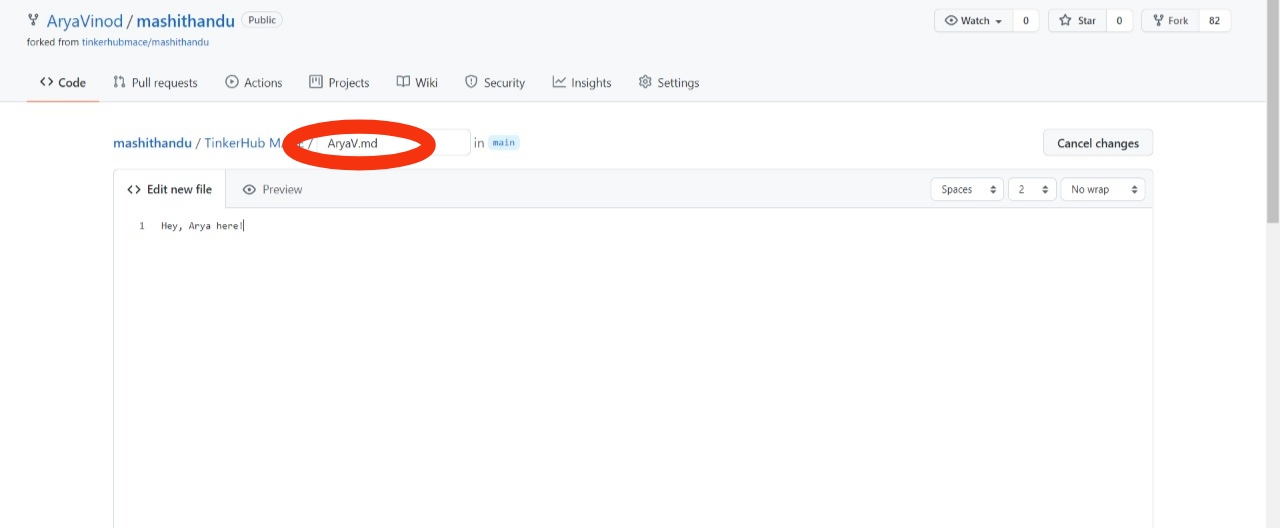 AryaVinod / mashithandu Public
Watch 0 Star 0 Fork 82
forked from tinkerhubmace/mashithandu
<> Code Pull requests Actions Projects Wiki Security Insights Settings
mashithandu / TinkerHub / AryaV.md in main Cancel changes
<> Edit new file Preview Spaces 2 No wrap
1 Hey, Arya here!